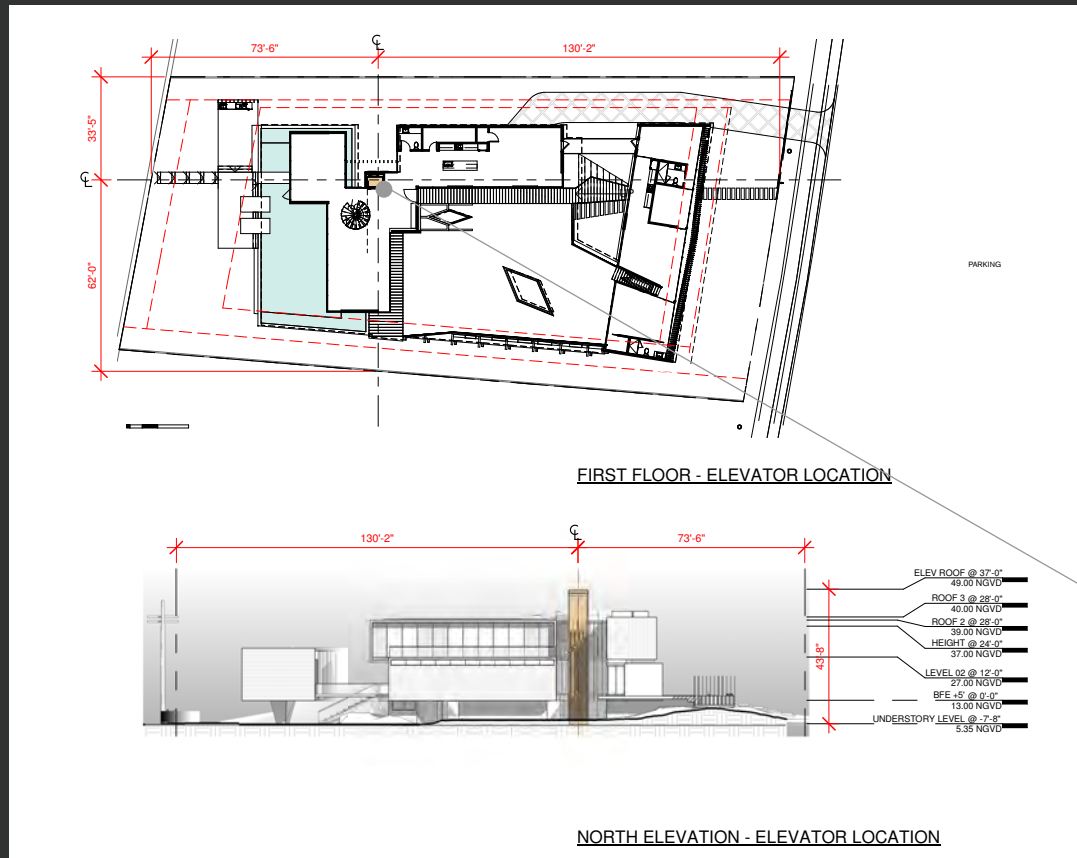 ℄
73'-6"
130'-2"
33'-5"
℄
62'-0"
PARKING
FIRST FLOOR - ELEVATOR LOCATION
℄
130'-2"
73'-6"
ELEV ROOF @ 37'-0"
49.00 NGVD
ROOF 3 @ 28'-0"
40.00 NGVD
ROOF 2 @ 28'-0"
39.00 NGVD
HEIGHT @ 24'-0"
37.00 NGVD
43'-8"
LEVEL 02 @ 12'-0"
27.00 NGVD
BFE +5' @ 0'-0"
13.00 NGVD
UNDERSTORY LEVEL @ -7'-8"
5.35 NGVD
NORTH ELEVATION - ELEVATOR LOCATION